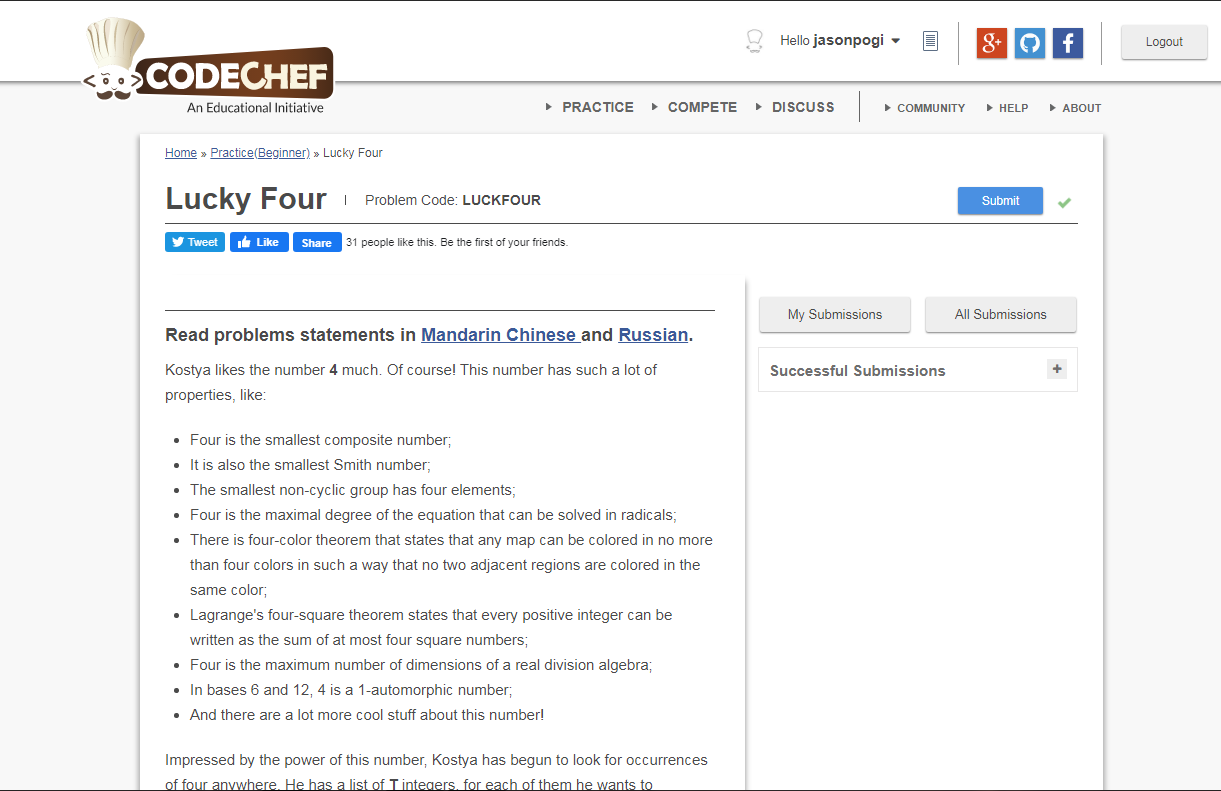 CODECHEF
An Educational Initiative
Hello jasonpogi
Logout
PRACTICE COMPETE DISCUSS COMMUNITY HELP ABOUT
Home » Practice(Beginner) » Lucky Four
Lucky Four Problem Code: LUCKFOUR
Submit
Tweet Like Share 31 people like this. Be the first of your friends.
My Submissions All Submissions
Successful Submissions
Read problems statements in Mandarin Chinese and Russian.
Kostya likes the number 4 much. Of course! This number has such a lot of
properties, like:
Four is the smallest composite number;
It is also the smallest Smith number;
The smallest non-cyclic group has four elements;
Four is the maximal degree of the equation that can be solved in radicals;
There is four-color theorem that states that any map can be colored in no more
than four colors in such a way that no two adjacent regions are colored in the
same color;
Lagrange's four-square theorem states that every positive integer can be
written as the sum of at most four square numbers;
Four is the maximum number of dimensions of a real division algebra;
In bases 6 and 12, 4 is a 1-automorphic number;
And there are a lot more cool stuff about this number!
Impressed by the power of this number, Kostya has begun to look for occurrences
of four anywhere. He has a list of T integers, for each of them he wants to